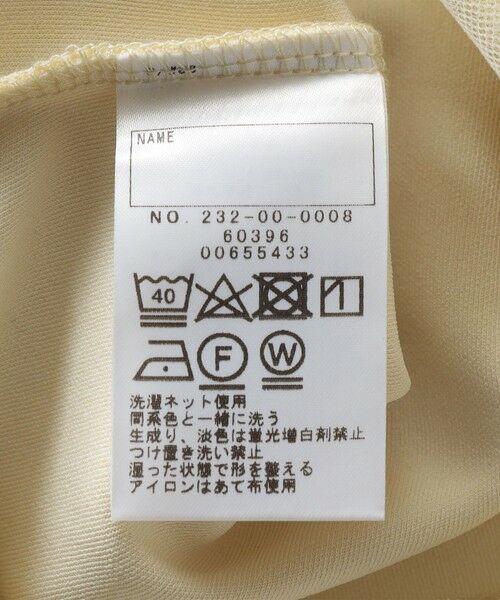 NAME
NO. 232-00-0008
60396
00655433
40
F
W
洗濯ネット使用
同系色と一緒に洗う
生成り、淡色は蛍光増白剤禁止
つけ置き洗い禁止
湿った状態で形を整える
アイロンはあて布使用